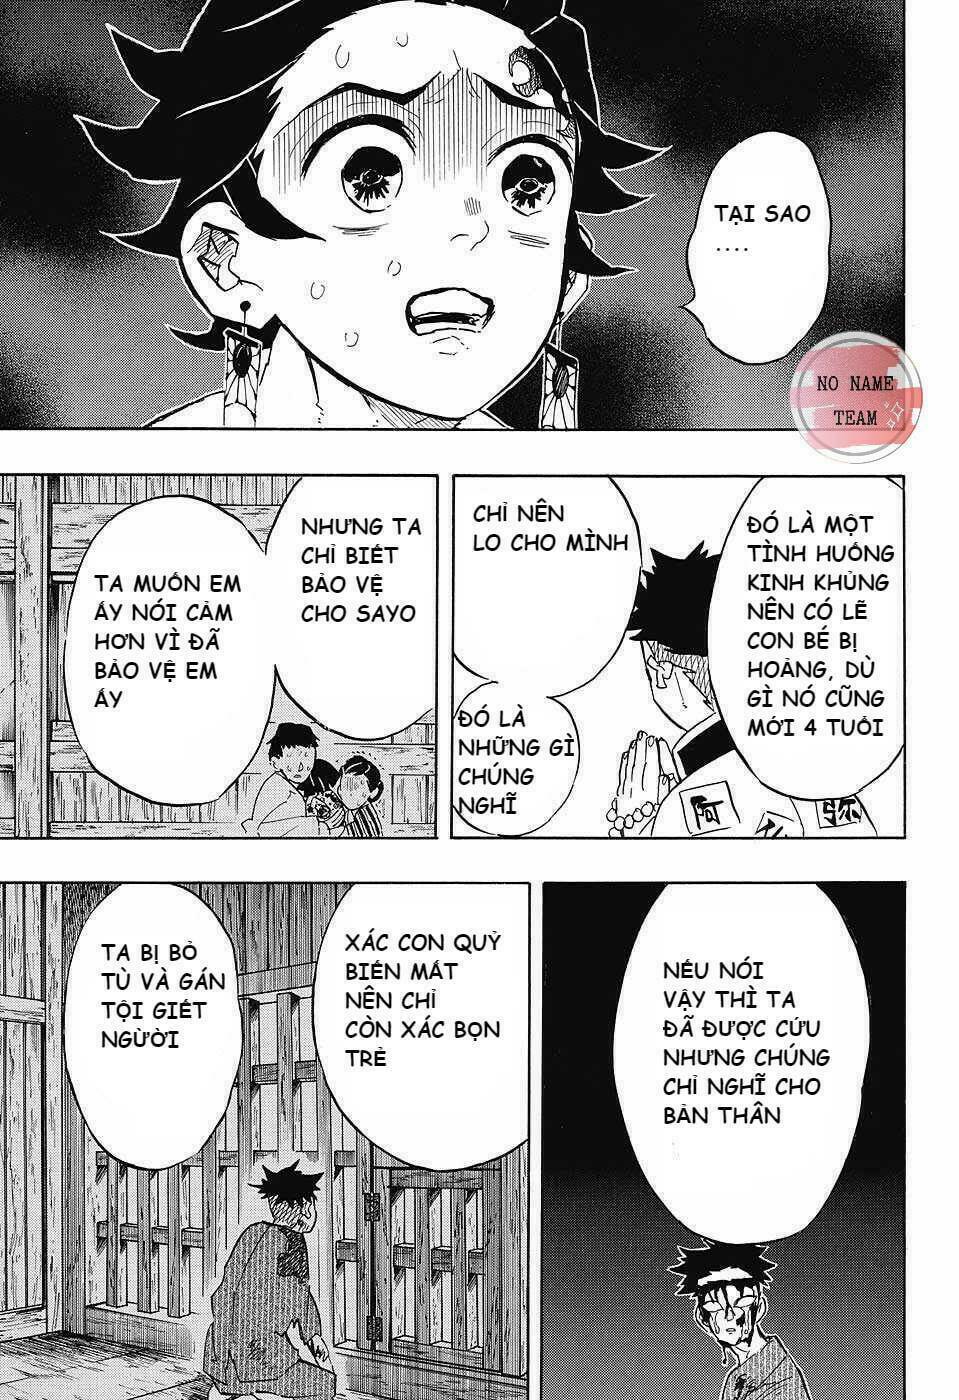 TẠI SAO
....
NO NAME
TEAM
ĐÓ LÀ MỘT
TÌNH HUỐNG
KINH KHỦNG
NÊN CÓ LẼ
CON BÉ BỊ
HOẢNG, DÙ
GÌ NÓ CŨNG
MỚI 4 TUỔI
CHỈ NÊN
LO CHO MÌNH
ĐÓ LÀ
NHỮNG GÌ
CHÚNG
NGHĨ
阿
弥
NHƯNG TA
CHỈ BIẾT
BẢO VỆ
CHO SAYO
TA MUỐN EM
ẤY NÓI CẢM
HƠN VÌ ĐÃ
BẢO VỆ EM
ẤY
NẾU NÓI
VẬY THÌ TA
ĐÃ ĐƯỢC CỨU
NHƯNG CHÚNG
CHỈ NGHĨ CHO
BẢN THÂN
XÁC CON QUỶ
BIẾN MẤT
NÊN CHỈ
CÒN XÁC BỌN
TRẺ
TA BỊ BỎ
TÙ VÀ GÁN
TỘI GIẾT
NGƯỜI